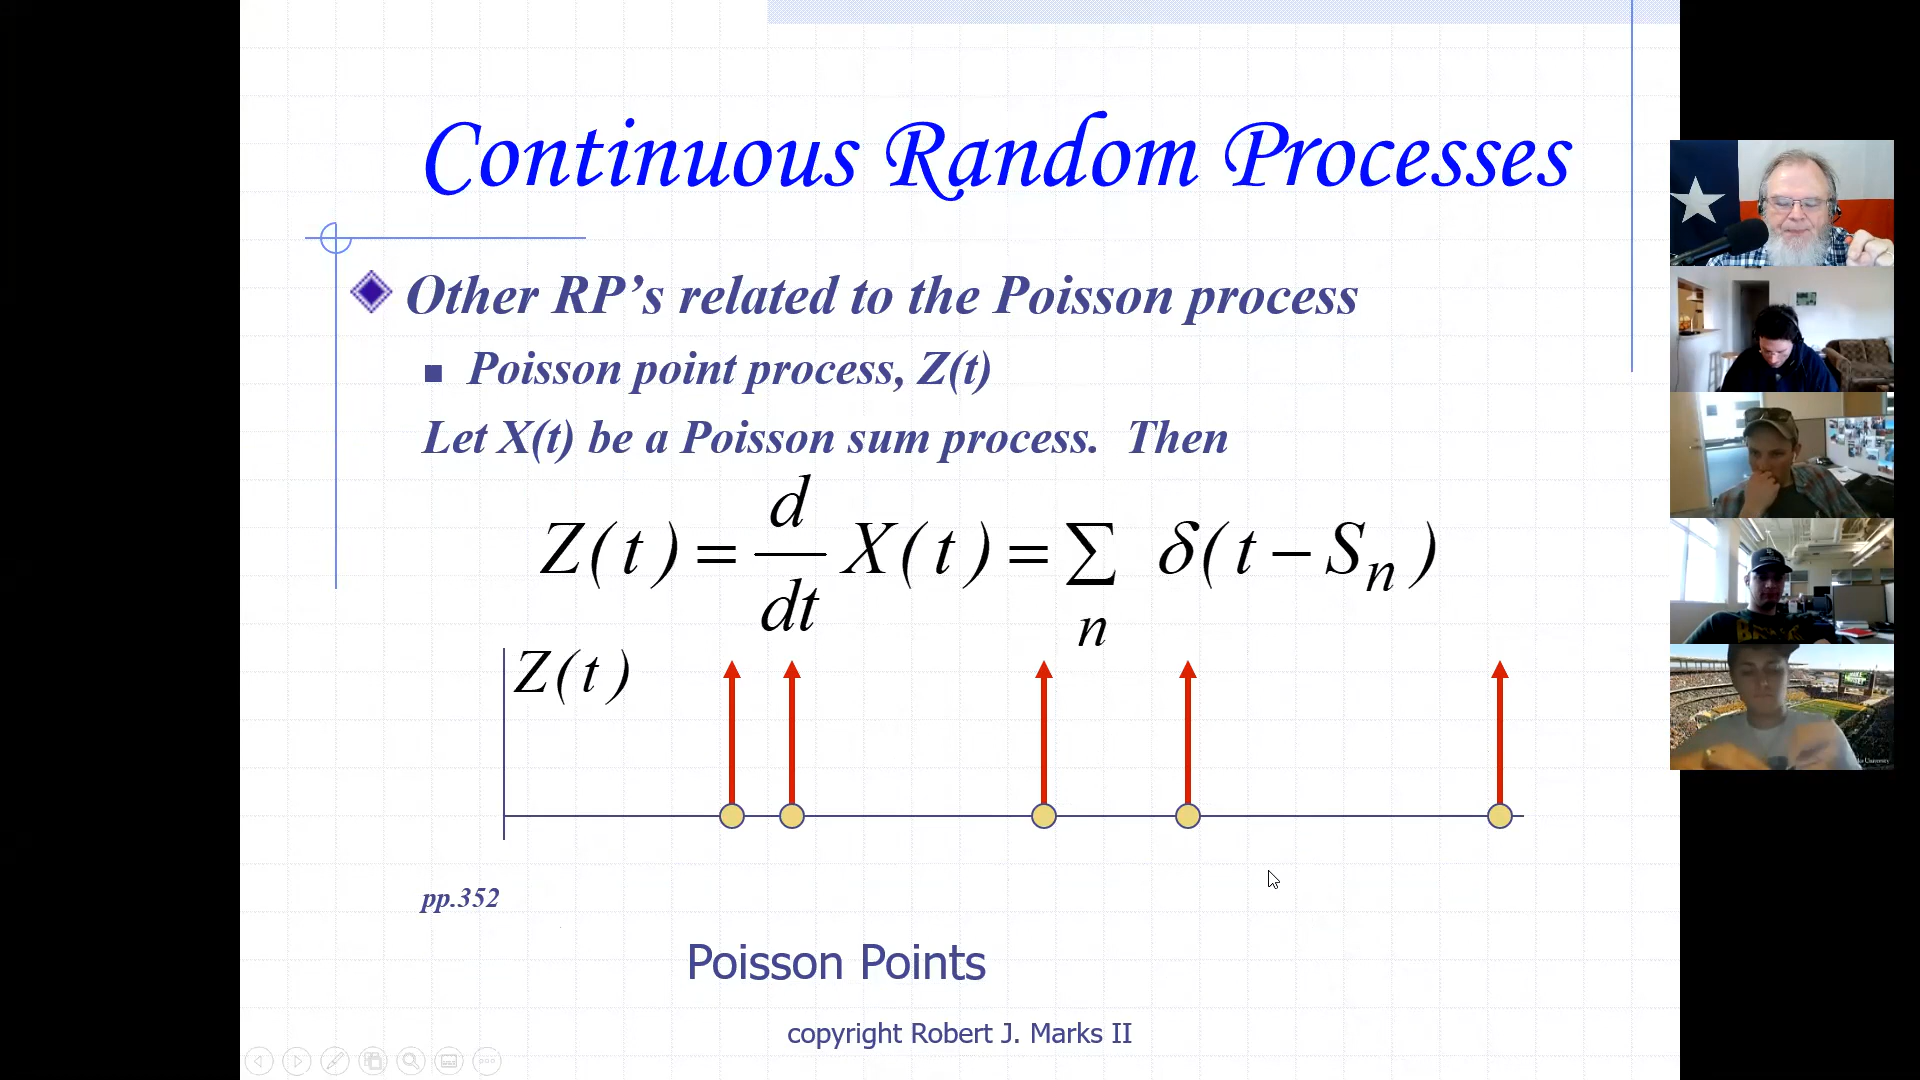 Continuous Random Processes
Other RP’s related to the Poisson process
Poisson point process, Z(t)
Let X(t) be a Poisson sum process. Then
Z(t) = d/dt X(t) = ∑_n δ(t − S_n)
Z(t)
pp.352
Poisson Points
copyright Robert J. Marks II